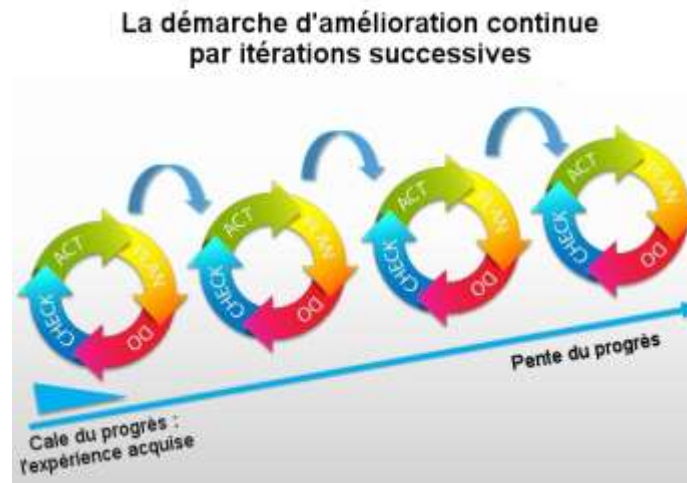 La démarche d'amélioration continue
par itérations successives
ACT
PLAN
DO
CHECK
ACT
PLAN
DO
CHECK
ACT
PLAN
DO
CHECK
ACT
PLAN
DO
CHECK
Pente du progrès
Cale du progrès :
l'expérience acquise